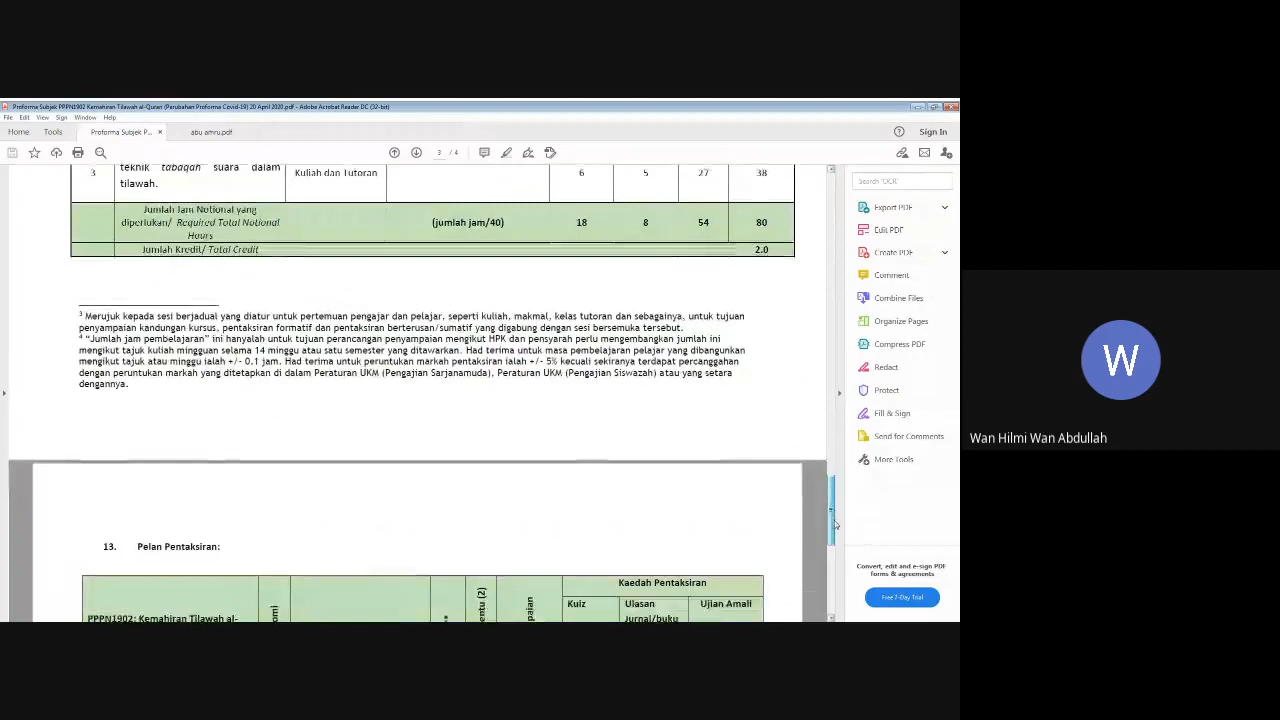 Proforma Subjek PPPN1902 Kemahiran Tilawah al-Quran (Perubahan Proforma Covid-19) 20 April 2020.pdf - Adobe Acrobat Reader DC (32-bit)
File Edit View Sign Window Help
Home Tools Proforma Subjek P... × abu amru.pdf Sign In
3 / 4
teknik tabaqah suara dalam
3 tilawah. Kuliah dan Tutoran 6 5 27 38
Jumlah Jam Notional yang
diperlukan/ Required Total Notional (jumlah jam/40) 18 8 54 80
Hours
Jumlah Kredit/ Total Credit 2.0
3 Merujuk kepada sesi berjadual yang diatur untuk pertemuan pengajar dan pelajar, seperti kuliah, makmal, kelas tutoran dan sebagainya, untuk tujuan
penyampaian kandungan kursus, pentaksiran formatif dan pentaksiran berterusan/sumatif yang digabung dengan sesi bersemuka tersebut.
4 "Jumlah jam pembelajaran" ini hanyalah untuk tujuan perancangan penyampaian mengikut HPK dan pensyarah perlu mengembangkan jumlah ini
mengikut tajuk kuliah mingguan selama 14 minggu atau satu semester yang ditawarkan. Had terima untuk masa pembelajaran pelajar yang dibangunkan
mengikut tajuk atau minggu ialah +/- 0.1 jam. Had terima untuk peruntukan markah pentaksiran ialah +/- 5% kecuali sekiranya terdapat percanggahan
dengan peruntukan markah yang ditetapkan di dalam Peraturan UKM (Pengajian Sarjanamuda), Peraturan UKM (Pengajian Siswazah) atau yang setara
dengannya.
13. Pelan Pentaksiran:
Kaedah Pentaksiran
Kuiz Ulasan Ujian Amali
Jurnal/buku
PPPN1902: Kemahiran Tilawah al-
Search 'OCR'
Export PDF
Edit PDF
Create PDF
Comment
Combine Files
Organize Pages
Compress PDF
Redact
Protect
Fill & Sign
Send for Comments
More Tools
Convert, edit and e-sign PDF
forms & agreements
Free 7-Day Trial
W
Wan Hilmi Wan Abdullah